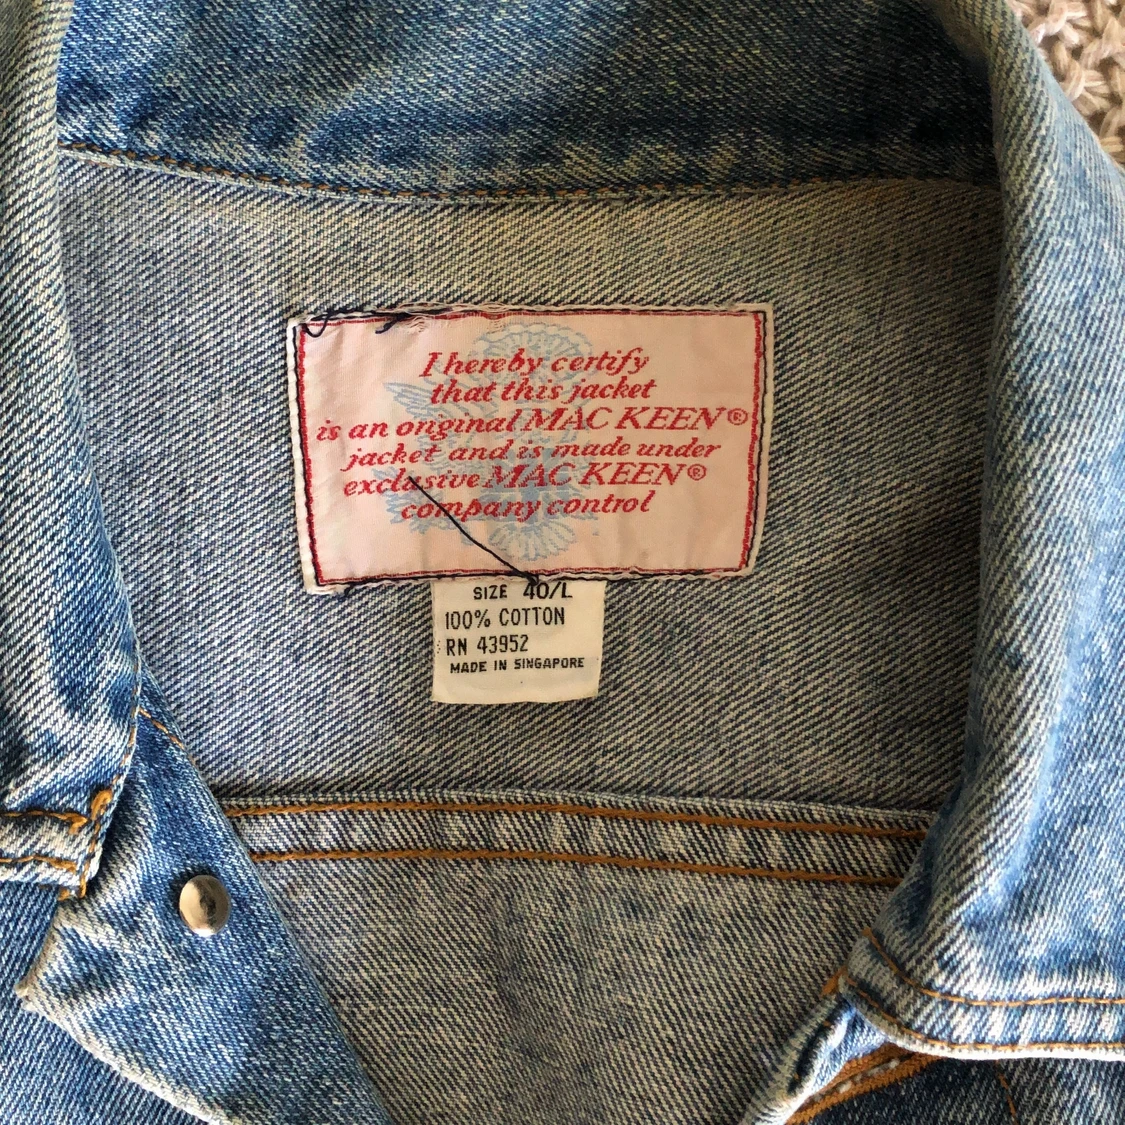 I hereby certify
that this jacket
is an original MAC KEEN®
jacket and is made under
exclusive MAC KEEN®
company control
SIZE 40/L
100% COTTON
RN 43952
MADE IN SINGAPORE